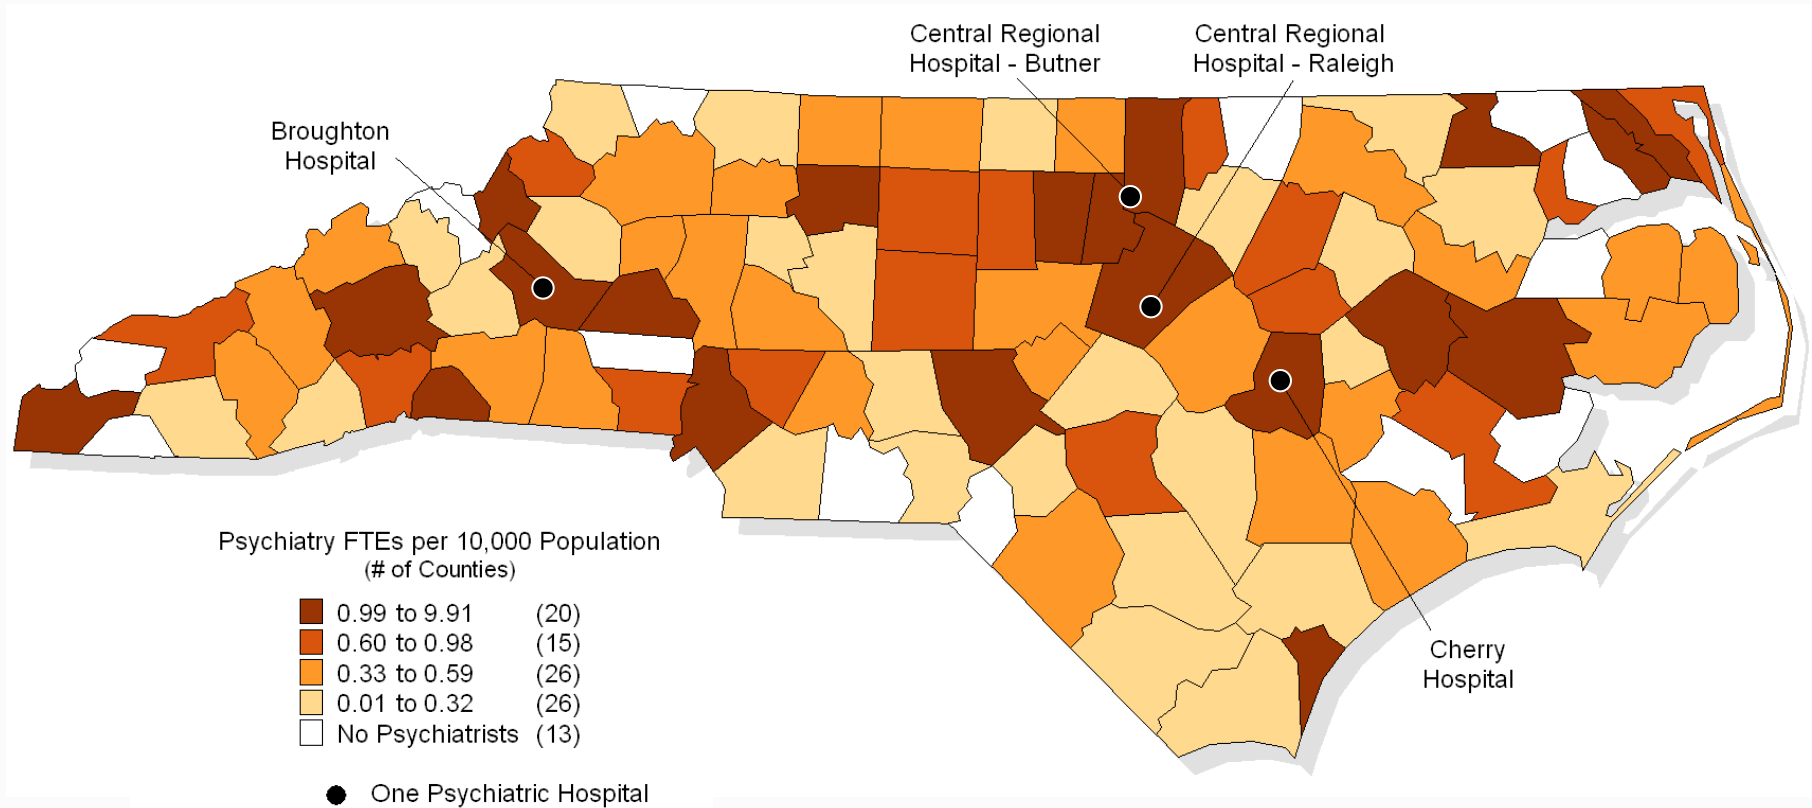 Central Regional
Hospital - Butner
Central Regional
Hospital - Raleigh
Broughton
Hospital
Psychiatry FTEs per 10,000 Population
(# of Counties)
0.99 to 9.91 (20)
0.60 to 0.98 (15)
0.33 to 0.59 (26)
0.01 to 0.32 (26)
No Psychiatrists (13)
One Psychiatric Hospital
Cherry
Hospital